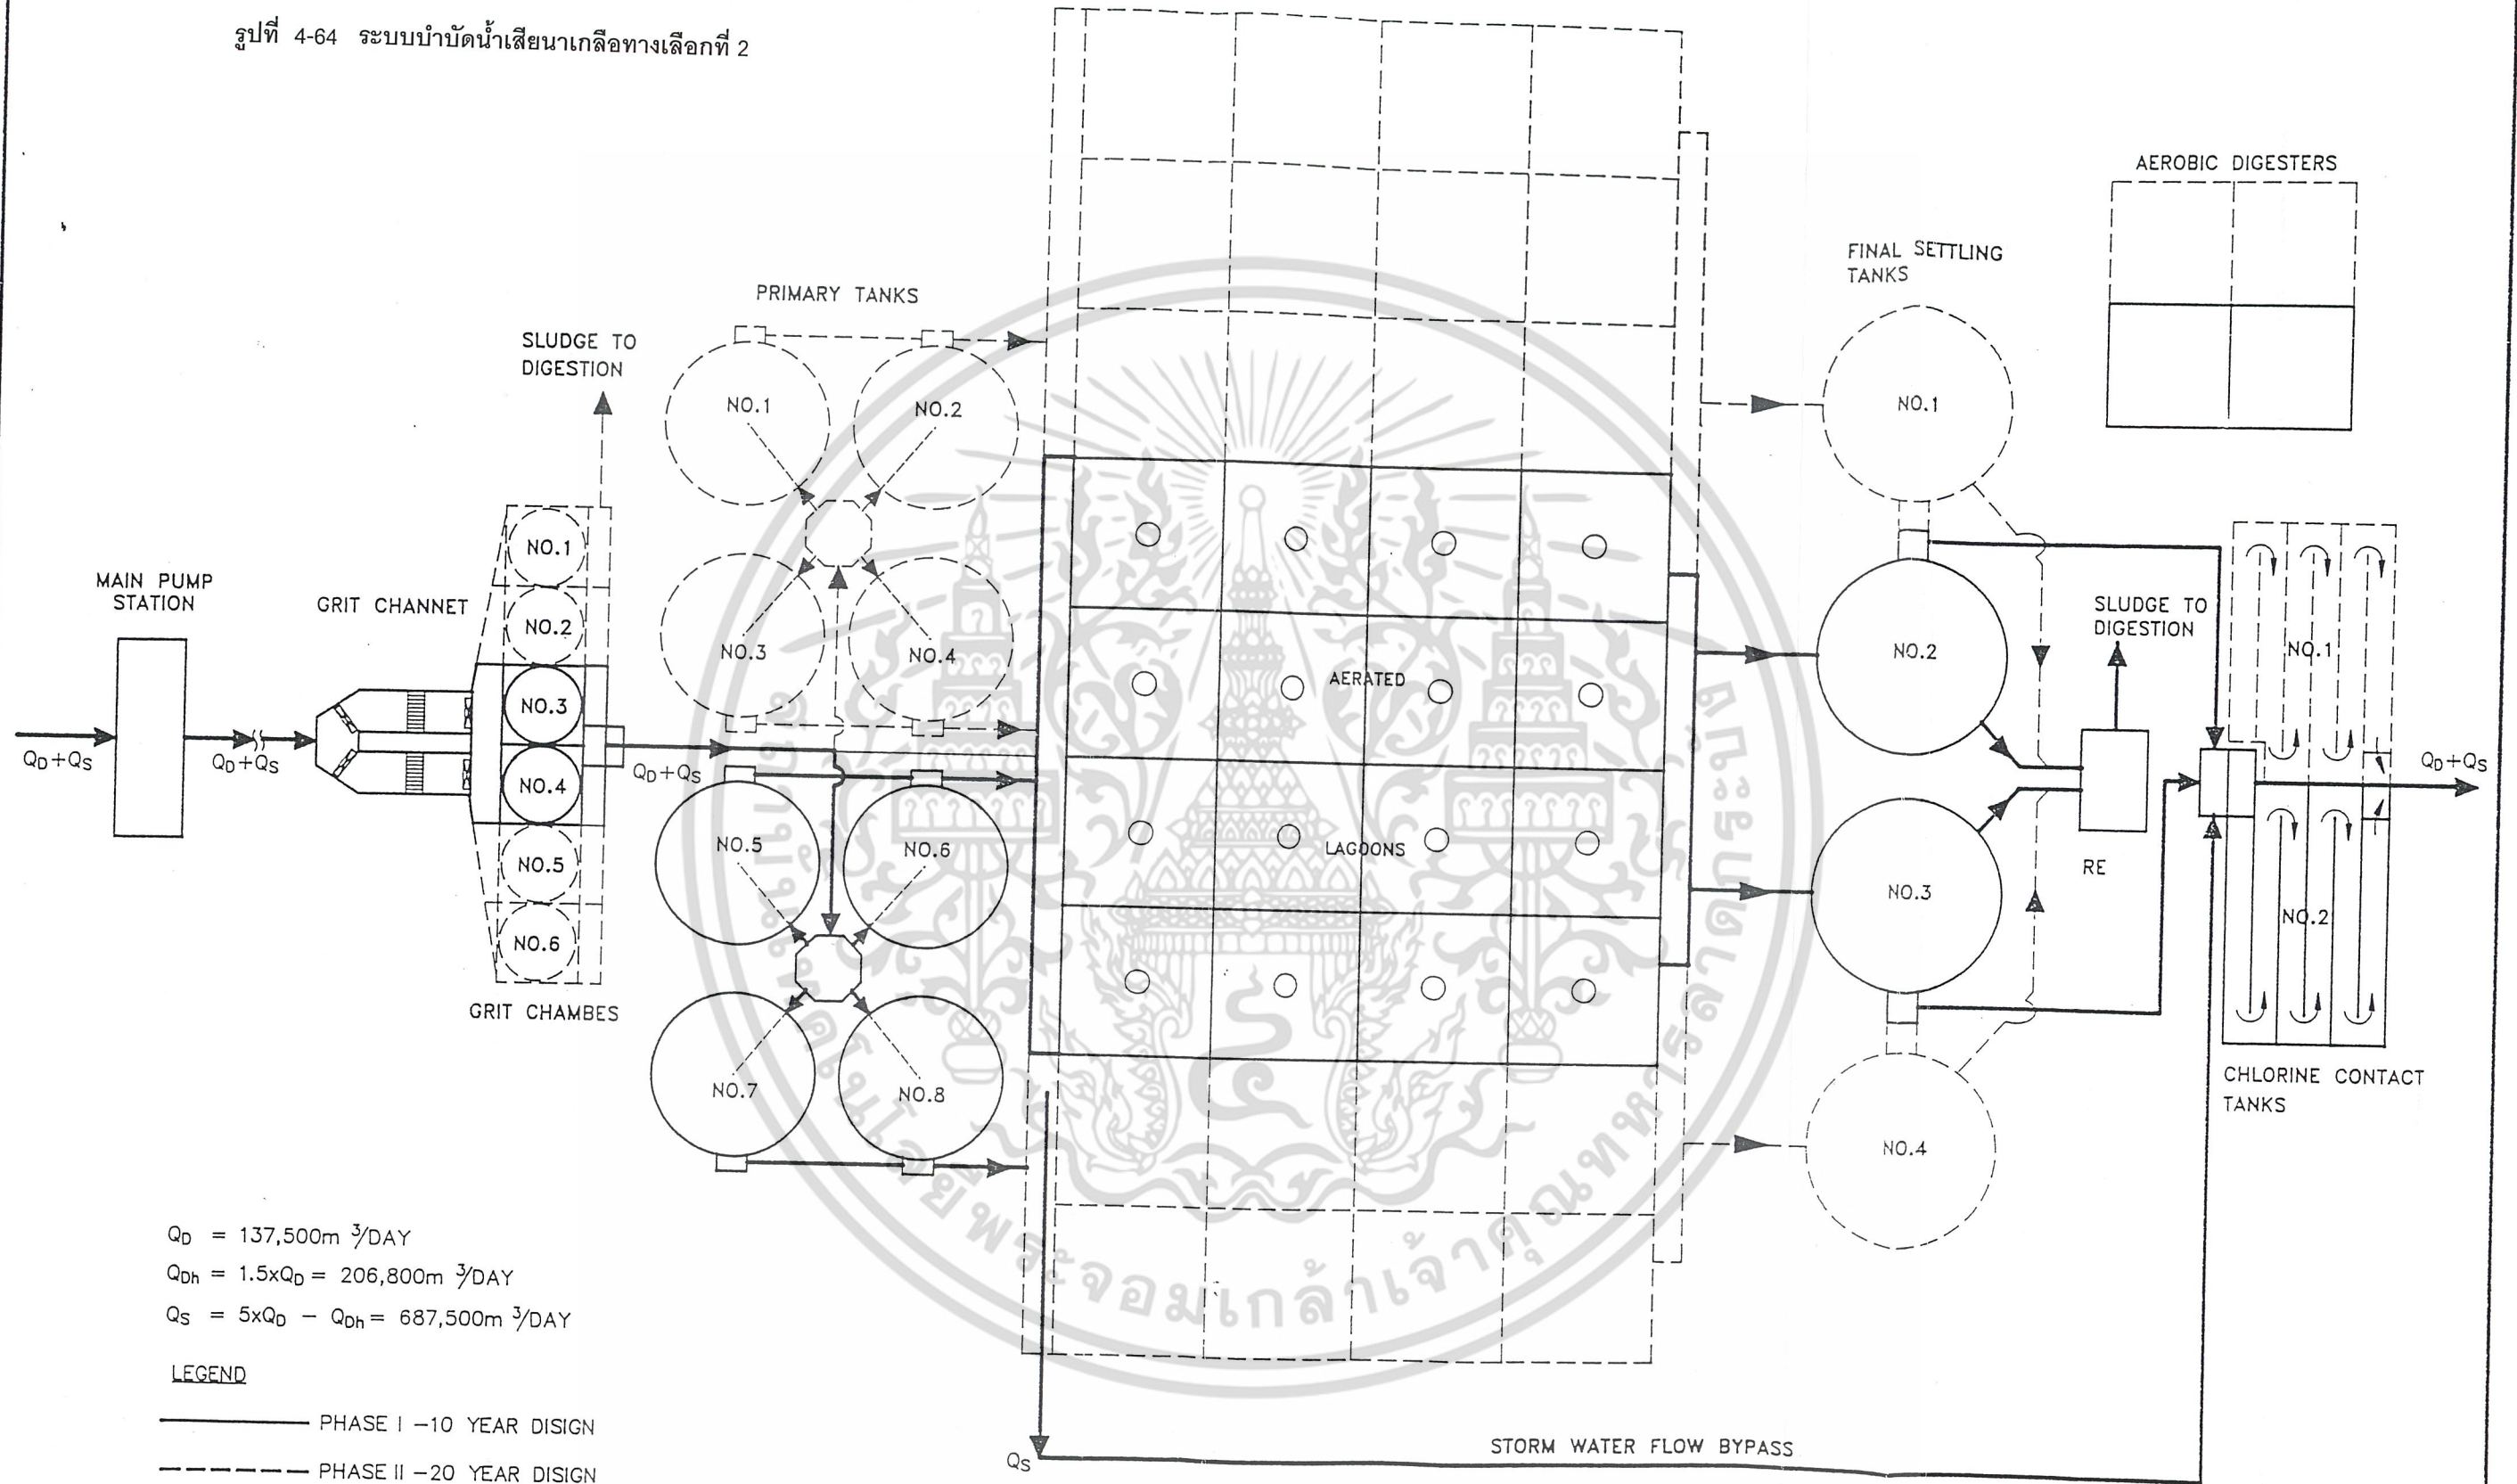 รูปที่ 4-64 ระบบบำบัดน้ำเสียนาเกลือทางเลือกที่ 2
AEROBIC DIGESTERS
FINAL SETTLING
TANKS
PRIMARY TANKS
SLUDGE TO
DIGESTION
NO.1
NO.2
NO.1
NO.1
NO.2
NO.3
NO.4
NO.5
NO.6
MAIN PUMP
STATION
GRIT CHANNET
GRIT CHAMBES
NO.3
NO.4
NO.5
NO.6
NO.7
NO.8
AERATED
LAGOONS
NO.2
NO.3
NO.4
SLUDGE TO
DIGESTION
RE
NO.1
NO.2
CHLORINE CONTACT
TANKS
QD+QS
QD+QS
QD+QS
QD+QS
QD = 137,500m 3/DAY
QDh = 1.5xQD = 206,800m 3/DAY
QS = 5xQD - QDh = 687,500m 3/DAY
LEGEND
PHASE I -10 YEAR DISIGN
PHASE II -20 YEAR DISIGN
QS
STORM WATER FLOW BYPASS